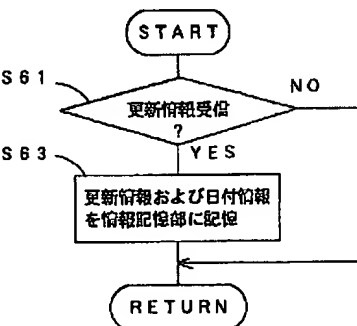 START
S61
更新情報受信
?
NO
YES
S63
更新情報および日付情報
を情報記憶部に記憶
RETURN